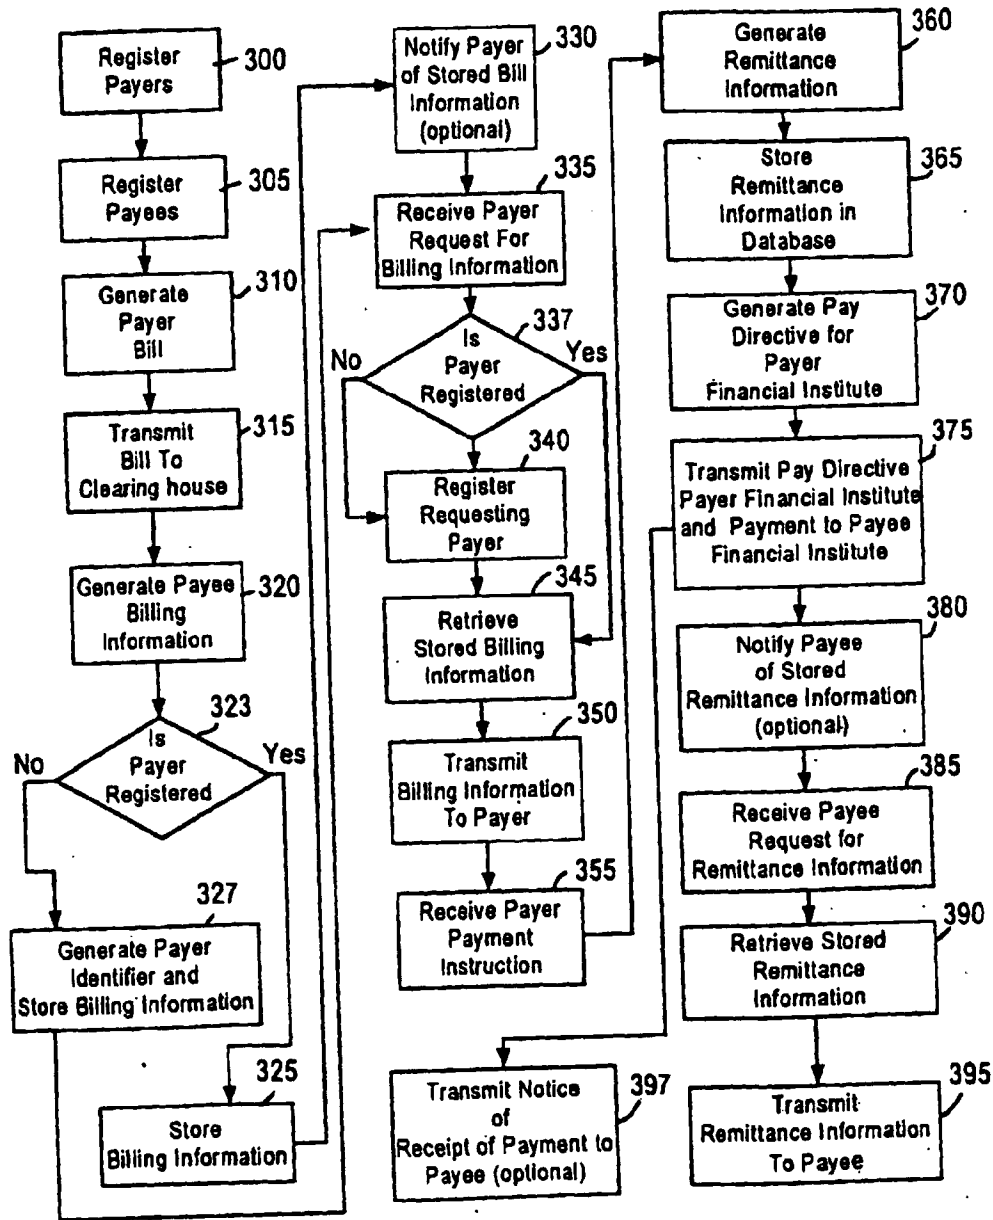 Register
Payers
300
Register
Payees
305
Generate
Payer
Bill
310
Transmit
Bill To
Clearing house
315
Generate Payee
Billing
Information
320
Is
Payer
Registered
323
No
Yes
Generate Payer
Identifier and
Store Billing Information
327
Store
Billing Information
325
Notify Payer
of Stored Bill
Information
(optional)
330
Receive Payer
Request For
Billing Information
335
Is
Payer
Registered
337
No
Yes
Register
Requesting
Payer
340
Retrieve
Stored Billing
Information
345
Transmit
Billing Information
To Payer
350
Receive Payer
Payment
Instruction
355
Transmit Notice
of
Receipt of Payment to
Payee (optional)
397
Generate
Remittance
Information
360
Store
Remittance
Information in
Database
365
Generate Pay
Directive for
Payer
Financial Institute
370
Transmit Pay Directive
Payer Financial Institute
and Payment to Payee
Financial Institute
375
Notify Payee
of Stored
Remittance Information
(optional)
380
Receive Payee
Request for
Remittance Information
385
Retrieve Stored
Remittance
Information
390
Transmit
Remittance Information
To Payee
395